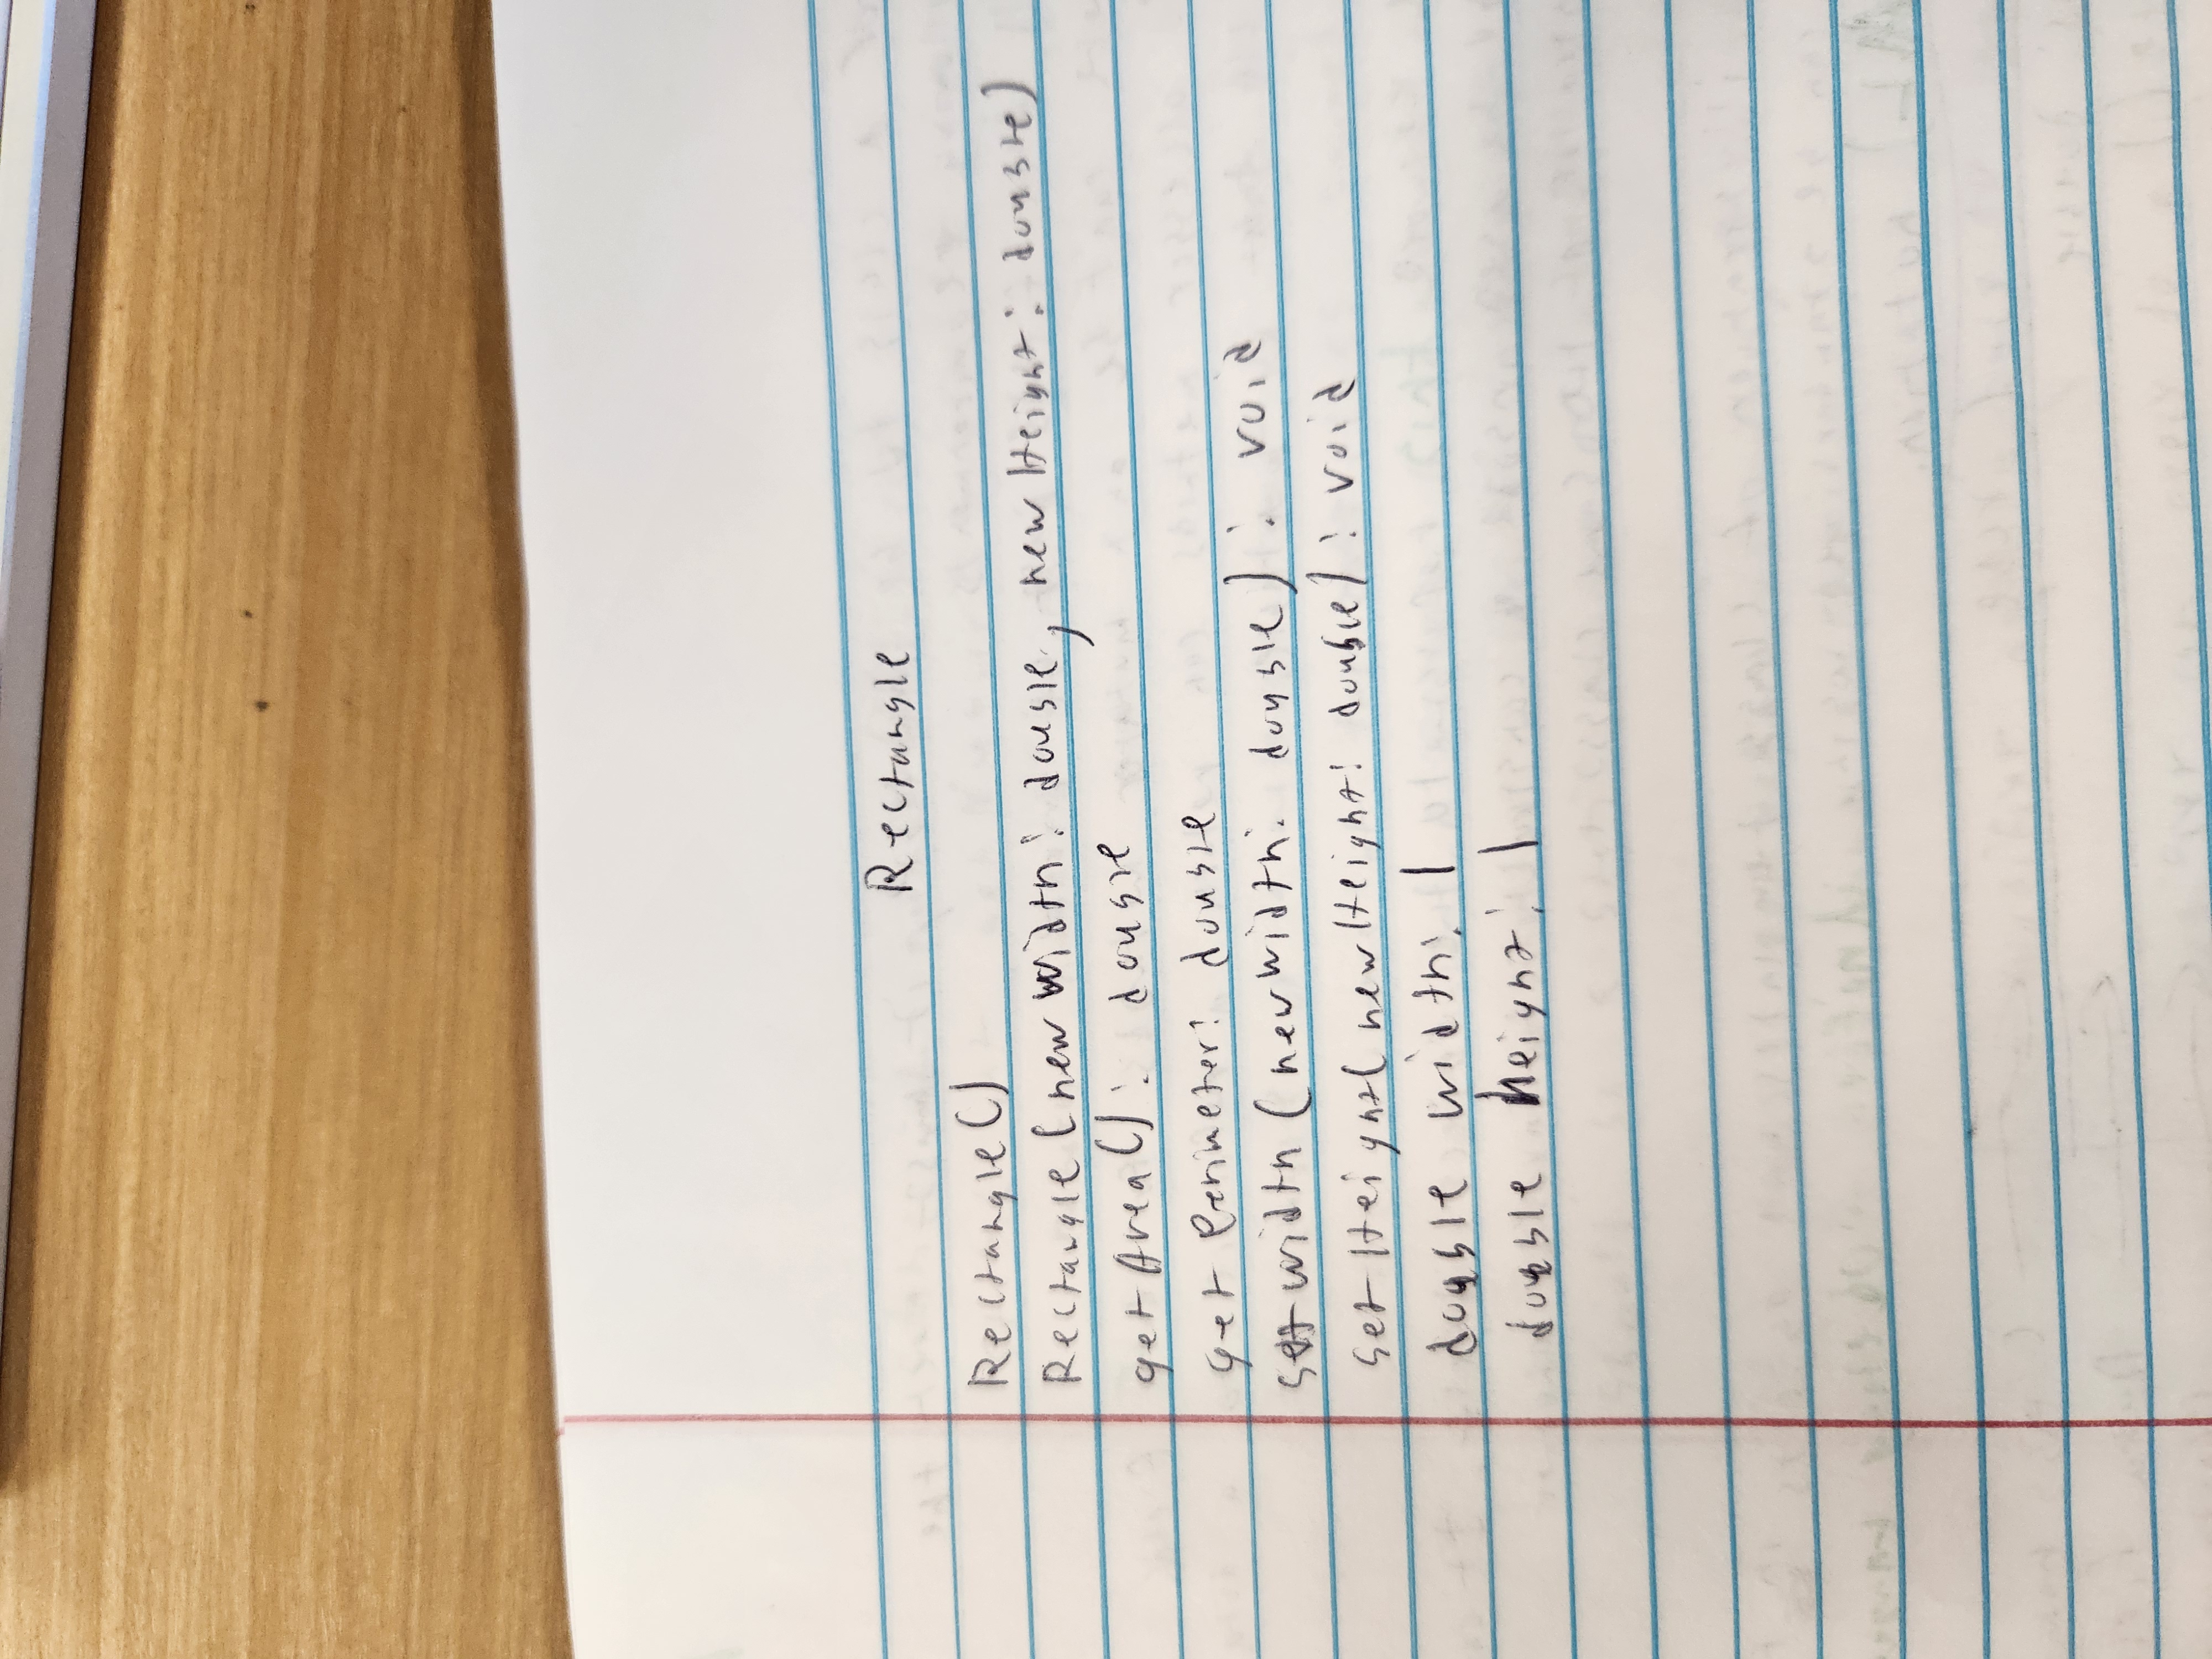 Rectangle
Rectangle()
Rectangle(newWidth: double, newHeight: double)
getArea(): double
getPerimeter: double
setWidth(newWidth: double): void
setHeight(newHeight: double): void
double width: 1
double height: 1